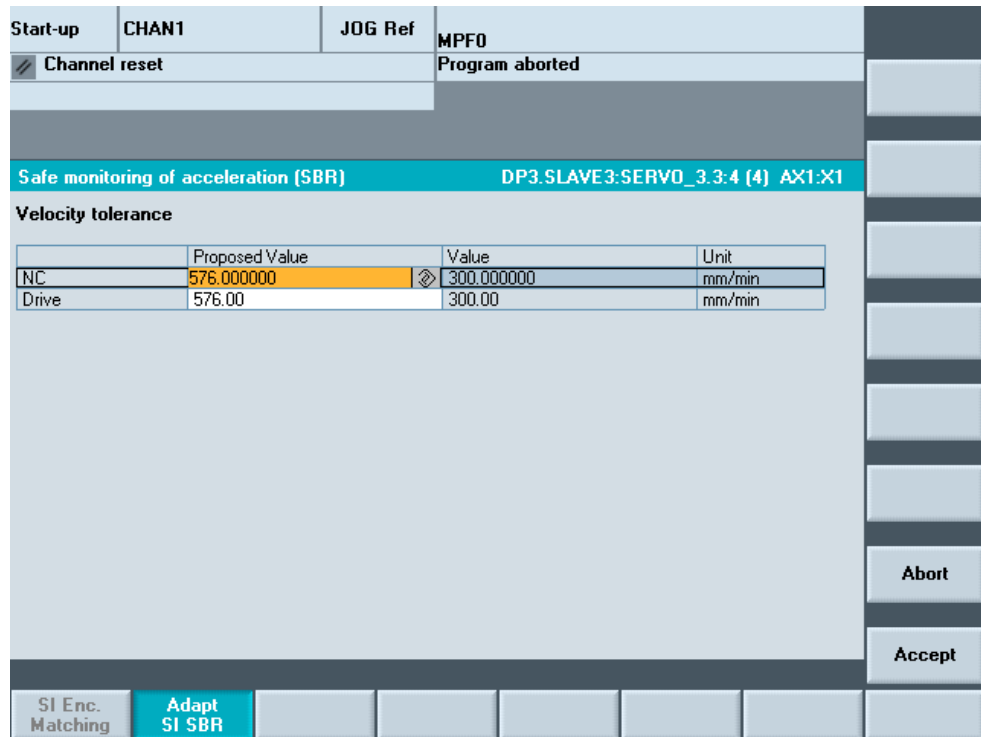 Start-up CHAN1 JOG Ref MPF0
Channel reset Program aborted
Safe monitoring of acceleration (SBR) DP3.SLAVE3:SERVO_3.3:4 (4) AX1:X1
Velocity tolerance
Proposed Value Value Unit
NC 576.000000 300.000000 mm/min
Drive 576.00 300.00 mm/min
Abort
Accept
SI Enc. Matching
Adapt SI SBR